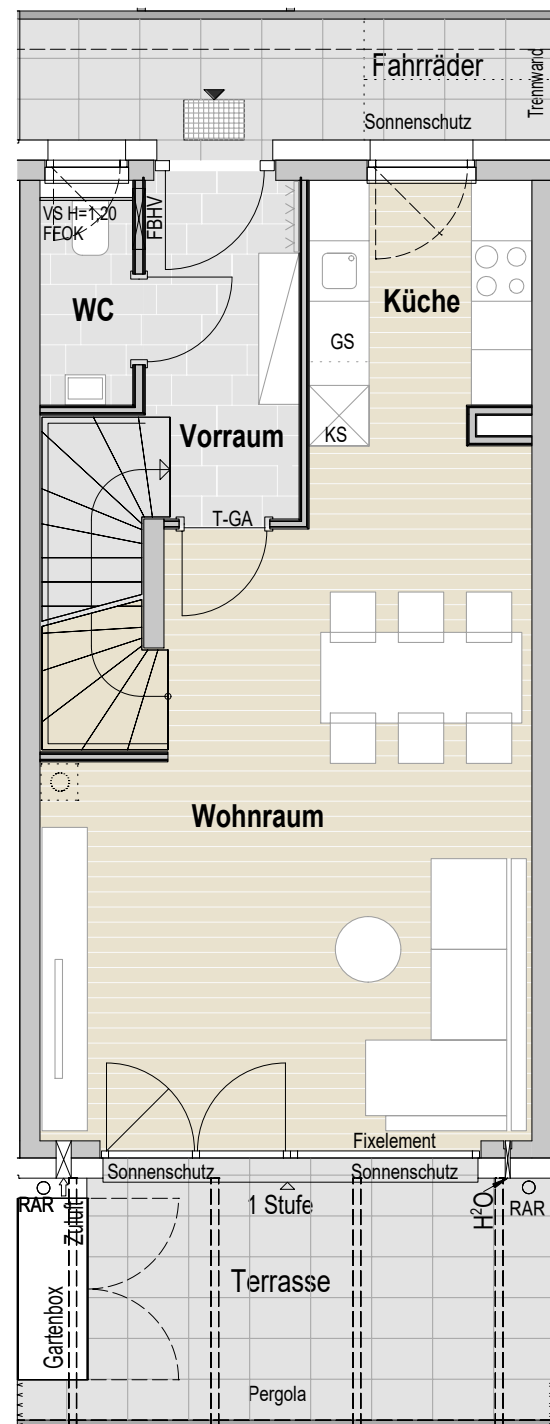 Fahrräder
Trennwand
Sonnenschutz
VS H=1,20
FFOK
FBHV
WC
Küche
GS
Vorraum
KS
T-GA
Wohnraum
Fixelement
Sonnenschutz
Sonnenschutz
RAR
Zuluft
1 Stufe
H²O
RAR
Terrasse
Gartenbox
Pergola